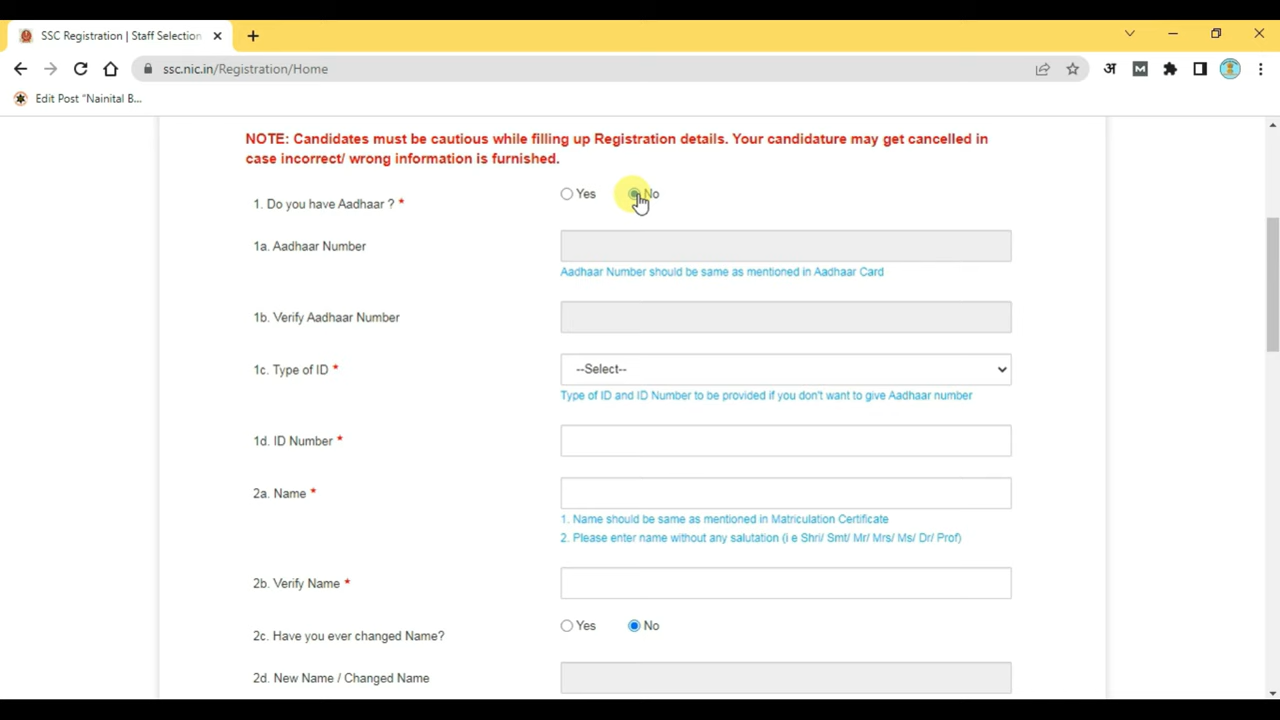 SSC Registration | Staff Selection
ssc.nic.in/Registration/Home
अ
M
Edit Post “Nainital B...
NOTE: Candidates must be cautious while filling up Registration details. Your candidature may get cancelled in
case incorrect/ wrong information is furnished.
1. Do you have Aadhaar ? * Yes No
1a. Aadhaar Number
Aadhaar Number should be same as mentioned in Aadhaar Card
1b. Verify Aadhaar Number
1c. Type of ID * --Select--
Type of ID and ID Number to be provided if you don't want to give Aadhaar number
1d. ID Number *
2a. Name *
1. Name should be same as mentioned in Matriculation Certificate
2. Please enter name without any salutation (i e Shri/ Smt/ Mr/ Mrs/ Ms/ Dr/ Prof)
2b. Verify Name *
2c. Have you ever changed Name? Yes No
2d. New Name / Changed Name